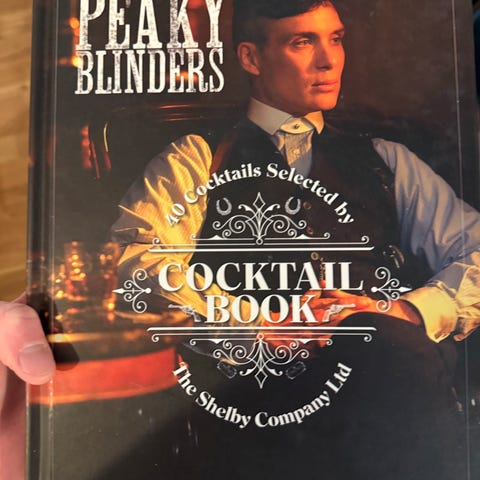 PEAKY
BLINDERS
40 Cocktails Selected by
COCKTAIL
BOOK
The Shelby Company Ltd